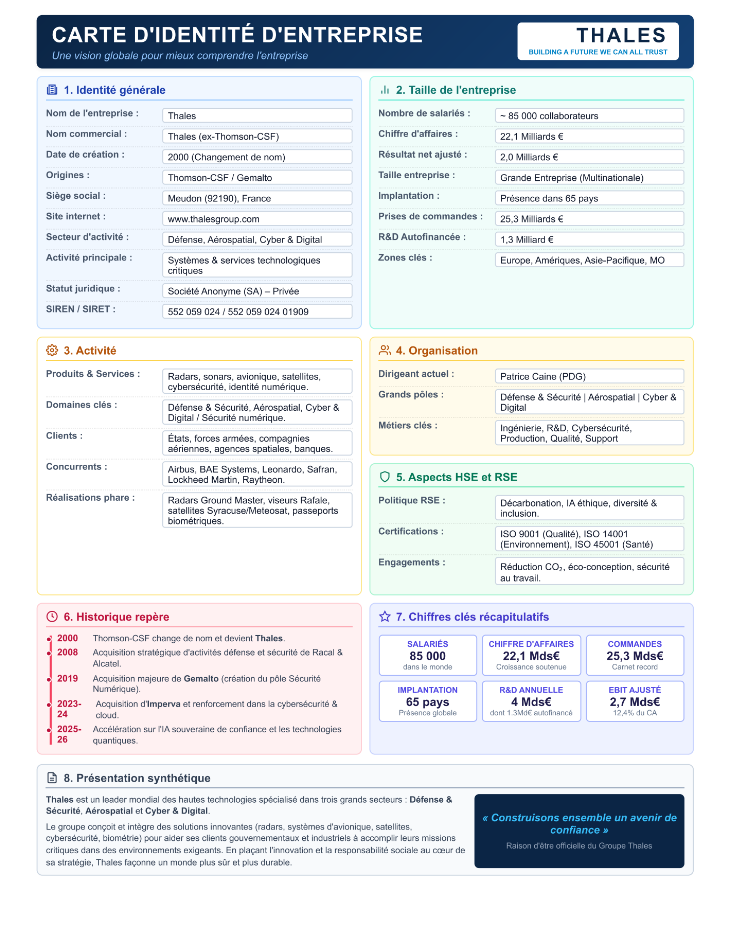 CARTE D'IDENTITÉ D'ENTREPRISE
Une vision globale pour mieux comprendre l'entreprise
THALES
BUILDING A FUTURE WE CAN ALL TRUST
1. Identité générale
Nom de l'entreprise : Thales
Nom commercial : Thales (ex-Thomson-CSF)
Date de création : 2000 (Changement de nom)
Origines : Thomson-CSF / Gemalto
Siège social : Meudon (92190), France
Site internet : www.thalesgroup.com
Secteur d'activité : Défense, Aérospatial, Cyber & Digital
Activité principale : Systèmes & services technologiques
critiques
Statut juridique : Société Anonyme (SA) – Privée
SIREN / SIRET : 552 059 024 / 552 059 024 01909
2. Taille de l'entreprise
Nombre de salariés : ~ 85 000 collaborateurs
Chiffre d'affaires : 22,1 Milliards €
Résultat net ajusté : 2,0 Milliards €
Taille entreprise : Grande Entreprise (Multinationale)
Implantation : Présence dans 65 pays
Prises de commandes : 25,3 Milliards €
R&D Autofinancée : 1,3 Milliard €
Zones clés : Europe, Amériques, Asie-Pacifique, MO
3. Activité
Produits & Services : Radars, sonars, avionique, satellites,
cybersécurité, identité numérique.
Domaines clés : Défense & Sécurité, Aérospatial, Cyber &
Digital / Sécurité numérique.
Clients : États, forces armées, compagnies
aériennes, agences spatiales, banques.
Concurrents : Airbus, BAE Systems, Leonardo, Safran,
Lockheed Martin, Raytheon.
Réalisations phare : Radars Ground Master, viseurs Rafale,
satellites Syracuse/Meteosat, passeports
biométriques.
4. Organisation
Dirigeant actuel : Patrice Caine (PDG)
Grands pôles : Défense & Sécurité | Aérospatial | Cyber &
Digital
Métiers clés : Ingénierie, R&D, Cybersécurité,
Production, Qualité, Support
5. Aspects HSE et RSE
Politique RSE : Décarbonation, IA éthique, diversité &
inclusion.
Certifications : ISO 9001 (Qualité), ISO 14001
(Environnement), ISO 45001 (Santé)
Engagements : Réduction CO₂, éco-conception, sécurité
au travail.
6. Historique repère
2000 Thomson-CSF change de nom et devient Thales.
2008 Acquisition stratégique d'activités défense et sécurité de Racal &
Alcatel.
2019 Acquisition majeure de Gemalto (création du pôle Sécurité
Numérique).
2023- Acquisition d'Imperva et renforcement dans la cybersécurité &
24 cloud.
2025- Accélération sur l'IA souveraine de confiance et les technologies
26 quantiques.
7. Chiffres clés récapitulatifs
SALARIÉS
85 000
dans le monde
CHIFFRE D'AFFAIRES
22,1 Mds€
Croissance soutenue
COMMANDES
25,3 Mds€
Carnet record
IMPLANTATION
65 pays
Présence globale
R&D ANNUELLE
4 Mds€
dont 1.3Md€ autofinancé
EBIT AJUSTÉ
2,7 Mds€
12,4% du CA
8. Présentation synthétique
Thales est un leader mondial des hautes technologies spécialisé dans trois grands secteurs : Défense &
Sécurité, Aérospatial et Cyber & Digital.
Le groupe conçoit et intègre des solutions innovantes (radars, systèmes d'avionique, satellites,
cybersécurité, biométrie) pour aider ses clients gouvernementaux et industriels à accomplir leurs missions
critiques dans des environnements exigeants. En plaçant l'innovation et la responsabilité sociale au cœur de
sa stratégie, Thales façonne un monde plus sûr et plus durable.
« Construisons ensemble un avenir de
confiance »
Raison d'être officielle du Groupe Thales